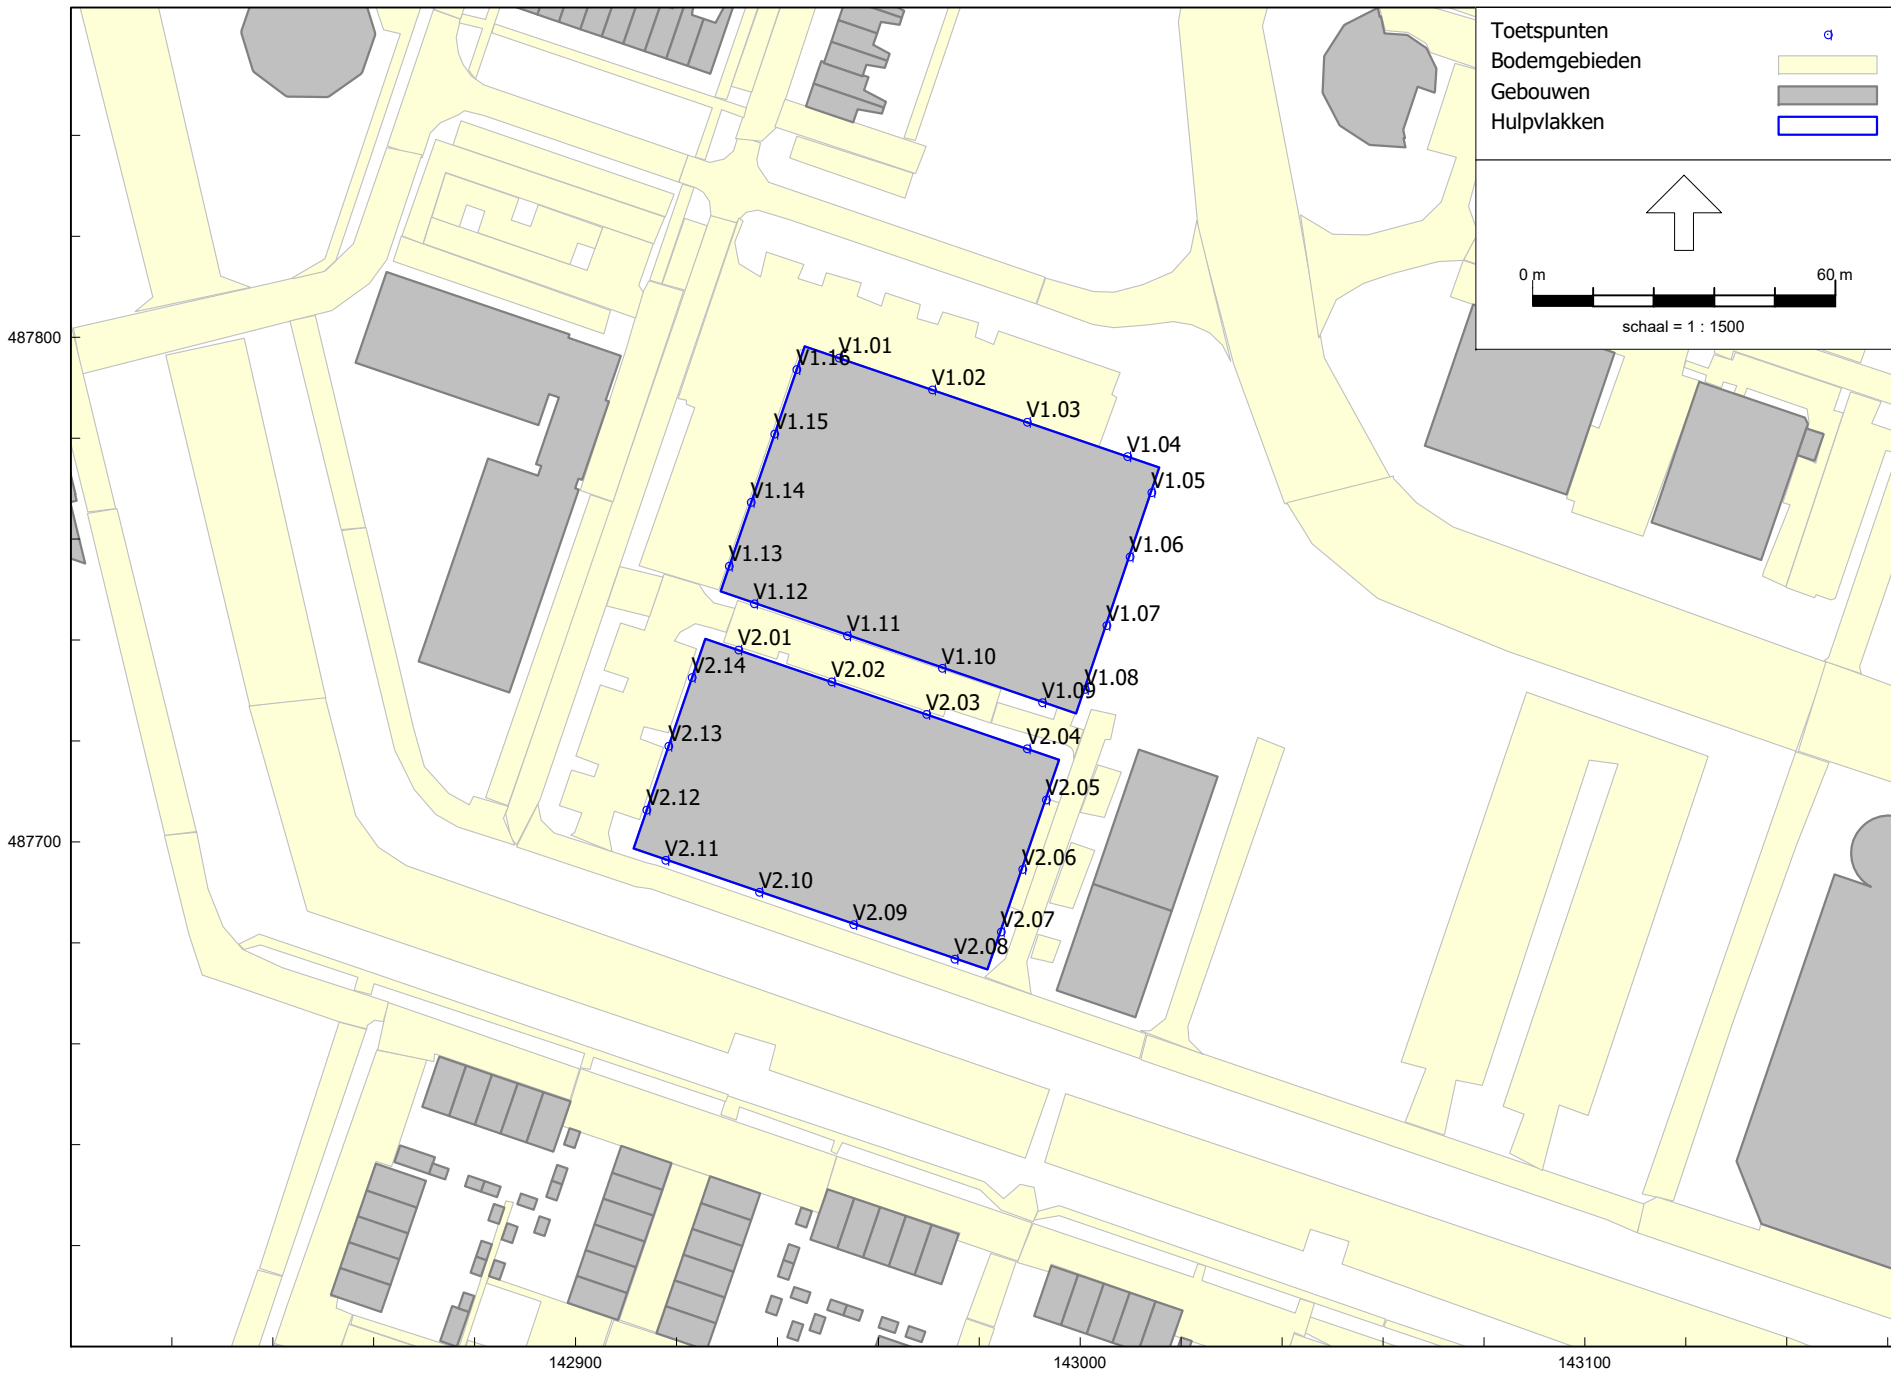 Toetspunten
Bodemgebieden
Gebouwen
Hulpvlakken
0 m
60 m
schaal = 1 : 1500
487800
487700
V1.01
V1.16
V1.02
V1.03
V1.15
V1.04
V1.05
V1.14
V1.06
V1.13
V1.12
V1.07
V1.11
V2.01
V1.10
V2.14
V2.02
V1.08
V1.09
V2.03
V2.13
V2.04
V2.05
V2.12
V2.11
V2.06
V2.10
V2.09
V2.07
V2.08
142900
143000
143100